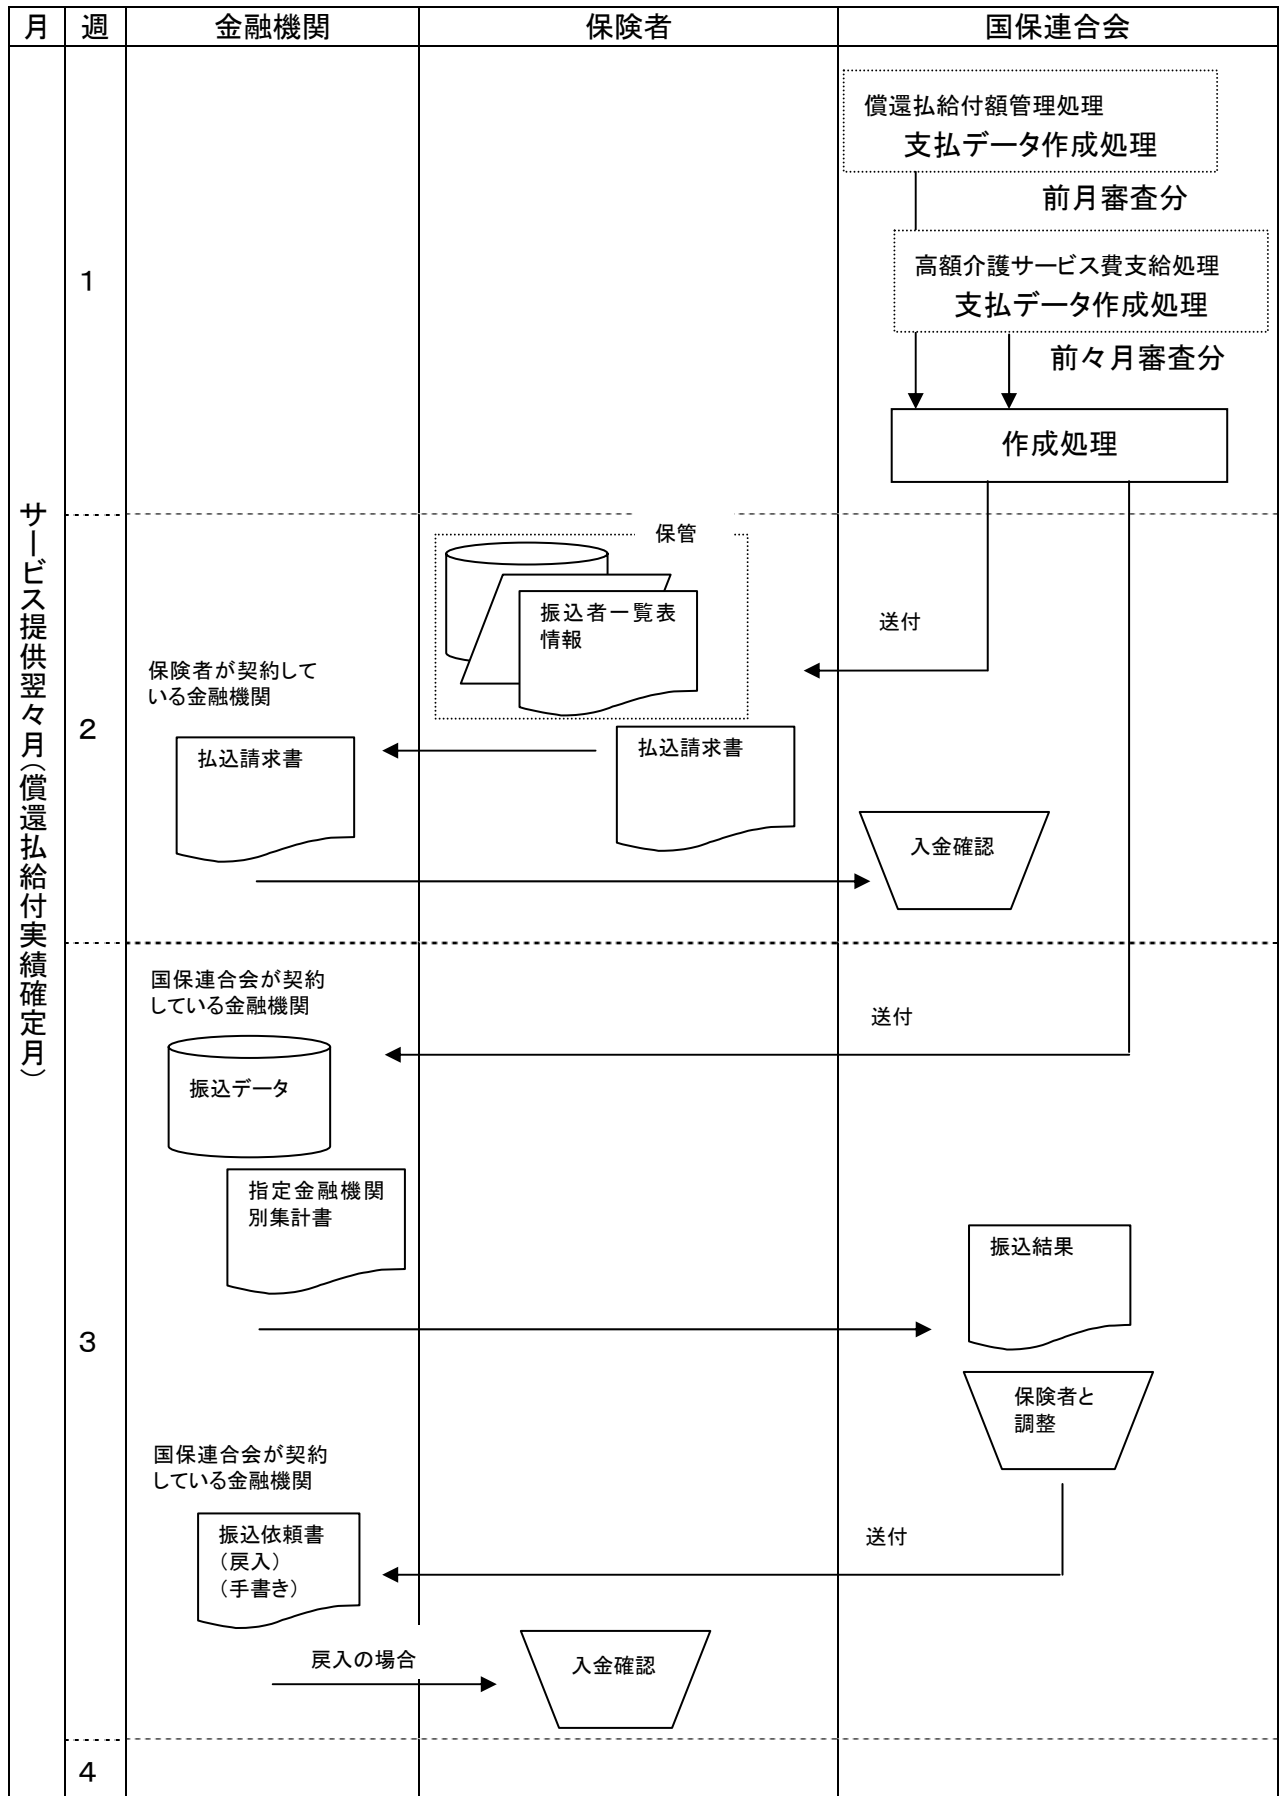 月 週 金融機関 保険者 国保連合会
サービス提供翌々月（償還払給付実績確定月）
1
償還払給付額管理処理
支払データ作成処理
前月審査分
高額介護サービス費支給処理
支払データ作成処理
前々月審査分
作成処理
2
保管
振込者一覧表
情報
送付
保険者が契約して
いる金融機関
払込請求書
払込請求書
入金確認
3
国保連合会が契約
している金融機関
送付
振込データ
指定金融機関
別集計書
振込結果
保険者と
調整
国保連合会が契約
している金融機関
振込依頼書
（戻入）
（手書き）
送付
戻入の場合
入金確認
4